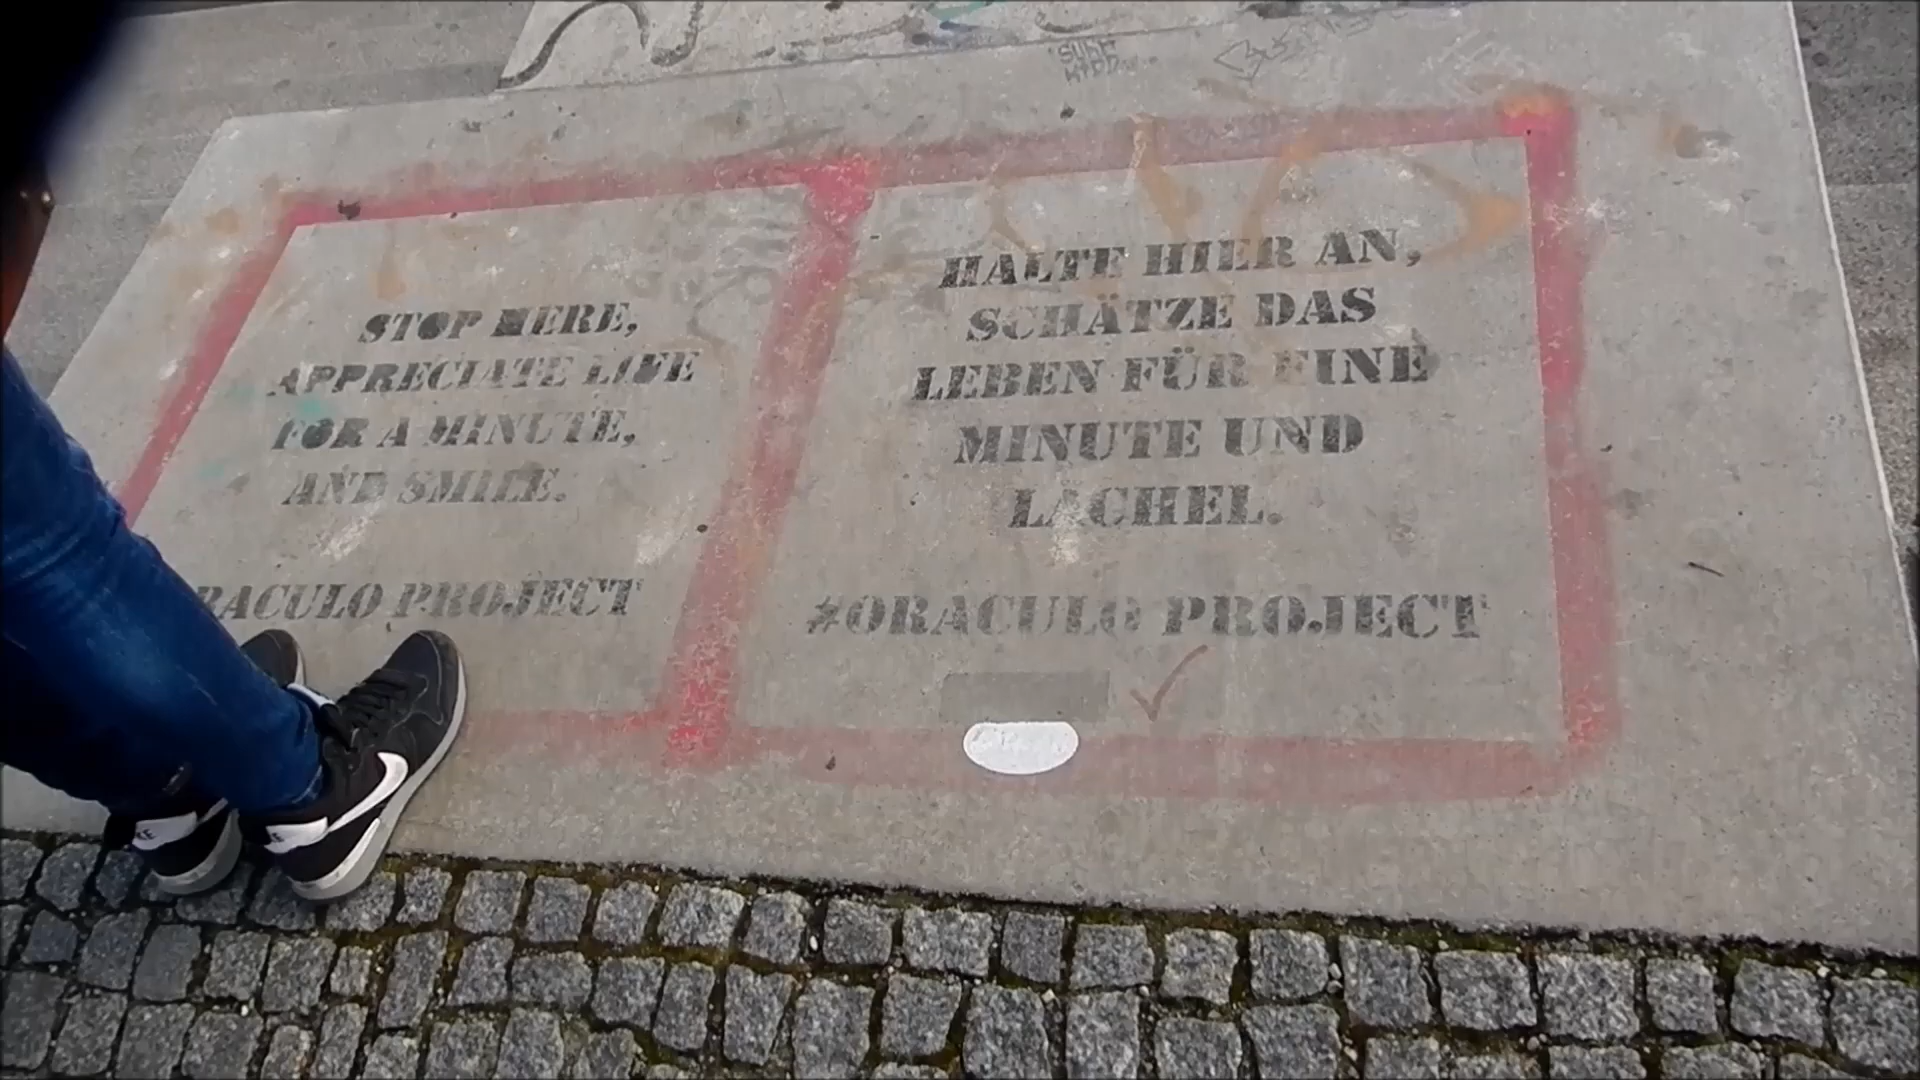 STOP HERE,
APPRECIATE LIFE
FOR A MINUTE,
AND SMILE.
RACULO PROJECT
HALTE HIER AN,
SCHÄTZE DAS
LEBEN FÜR EINE
MINUTE UND
LACHEL.
#ORACULO PROJECT